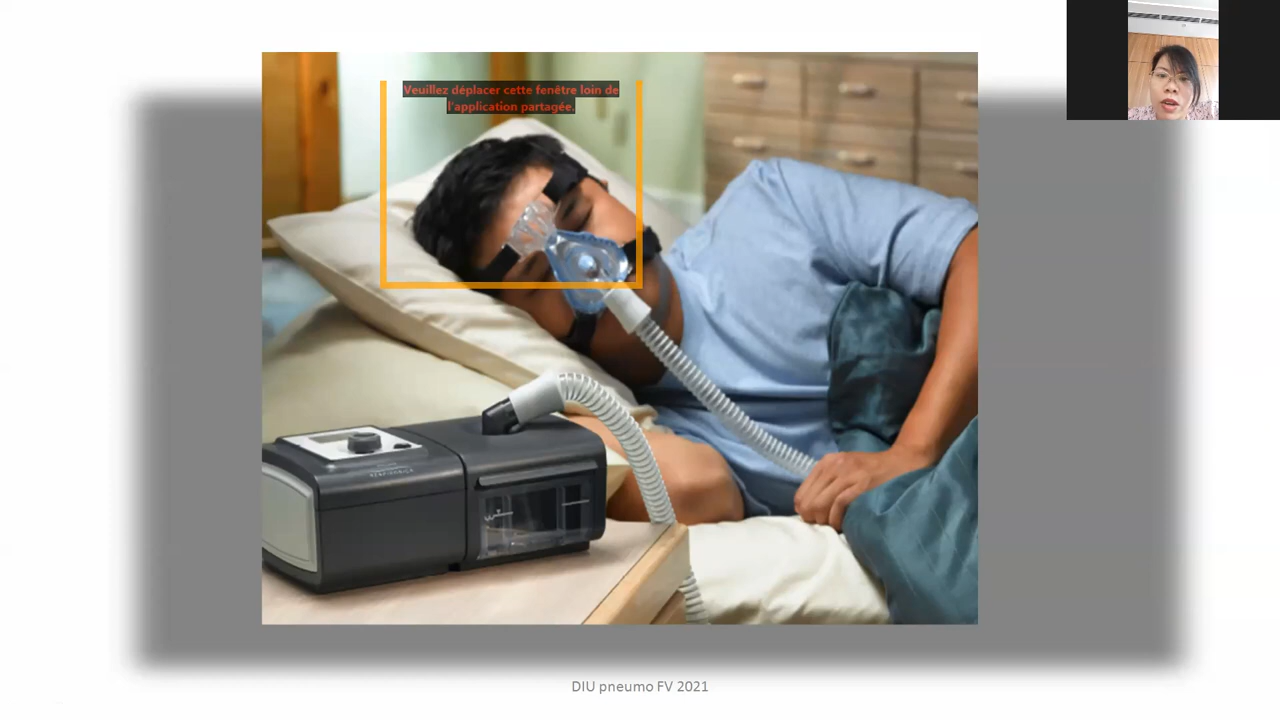 Veuillez déplacer cette fenêtre loin de
l'application partagée.
DIU pneumo FV 2021